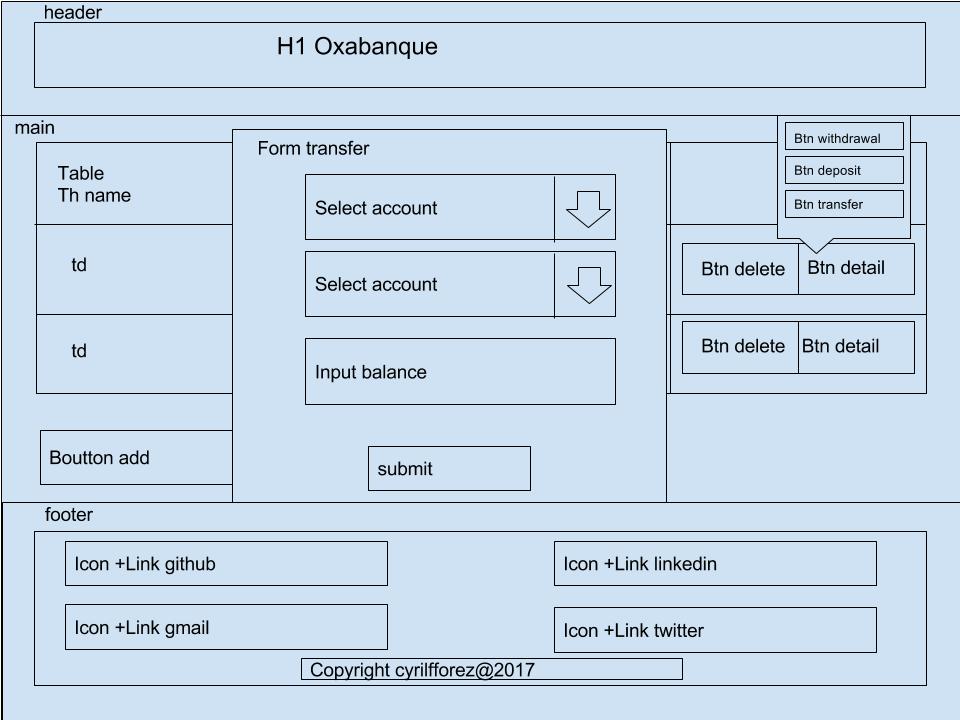 header
H1 Oxabanque
main
Btn withdrawal
Form transfer
Table
Btn deposit
Th name
Btn transfer
Select account
td
Btn delete
Btn detail
Select account
td
Btn delete
Btn detail
Input balance
Boutton add
submit
footer
Icon +Link github
Icon +Link linkedin
Icon +Link gmail
Icon +Link twitter
Copyright cyrilfforez@2017